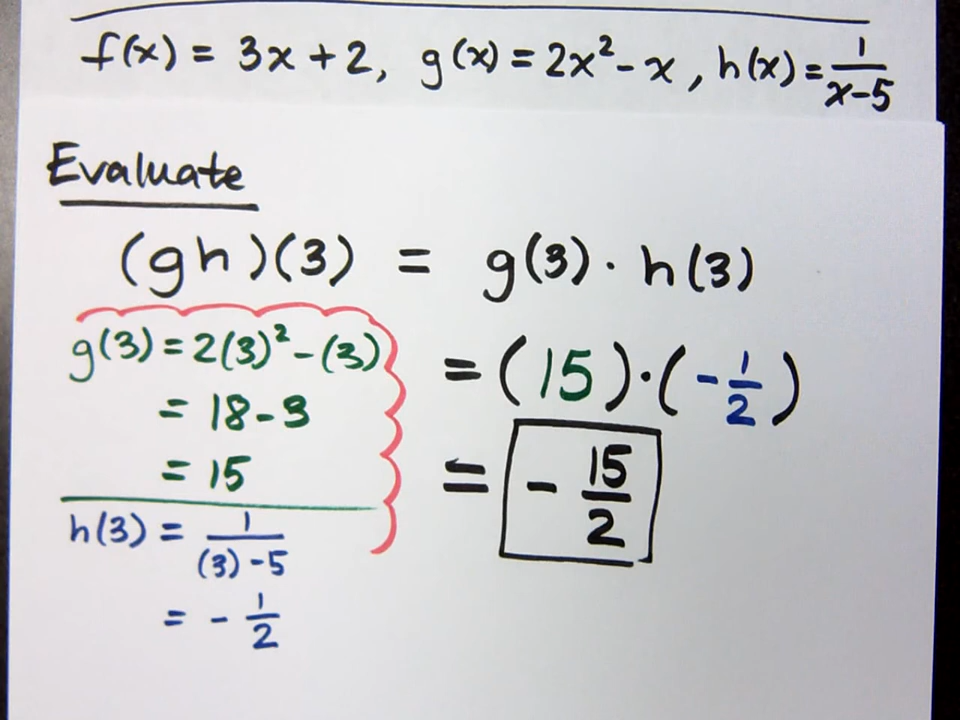 f(x) = 3x + 2, g(x) = 2x² - x, h(x) = 1/(x-5)
Evaluate
(gh)(3) = g(3) · h(3)
g(3) = 2(3)² - (3)
= 18 - 3
= 15
h(3) = 1/((3)-5)
= - 1/2
= (15) · (- 1/2)
= - 15/2